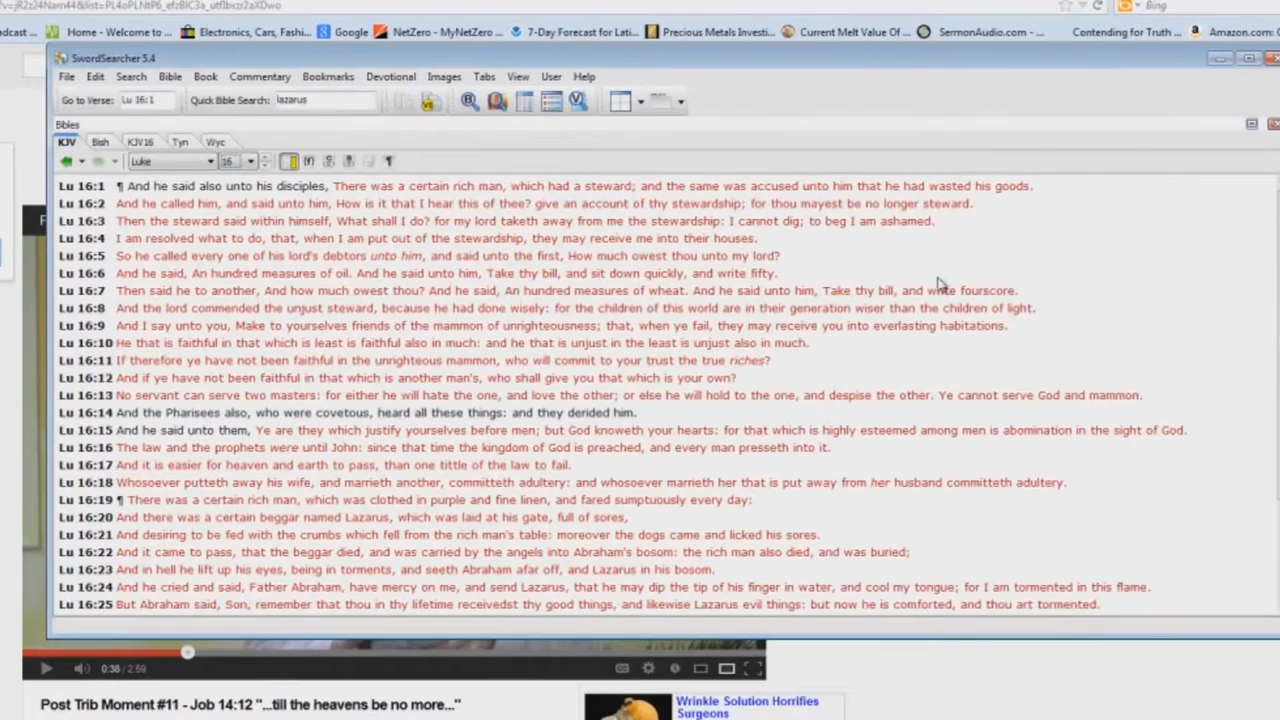 ?v=jR2z24Nam44&list=PL4oPLNtP6_efzBIC3a_utflbxzr2aXDwo
Bing
adcast ...
Home - Welcome to ...
Electronics, Cars, Fashi...
Google
NetZero - MyNetZero ...
7-Day Forecast for Lati...
Precious Metals Investi...
Current Melt Value Of ...
SermonAudio.com - ...
Contending for Truth ...
Amazon.com:
SwordSearcher 5.4
File Edit Search Bible Book Commentary Bookmarks Devotional Images Tabs View User Help
Go to Verse: Lu 16:1 Quick Bible Search: lazarus
Bibles
KJV Bish KJV16 Tyn Wyc
Luke 16
Lu 16:1 ¶ And he said also unto his disciples, There was a certain rich man, which had a steward; and the same was accused unto him that he had wasted his goods.
Lu 16:2 And he called him, and said unto him, How is it that I hear this of thee? give an account of thy stewardship; for thou mayest be no longer steward.
Lu 16:3 Then the steward said within himself, What shall I do? for my lord taketh away from me the stewardship: I cannot dig; to beg I am ashamed.
Lu 16:4 I am resolved what to do, that, when I am put out of the stewardship, they may receive me into their houses.
Lu 16:5 So he called every one of his lord's debtors unto him, and said unto the first, How much owest thou unto my lord?
Lu 16:6 And he said, An hundred measures of oil. And he said unto him, Take thy bill, and sit down quickly, and write fifty.
Lu 16:7 Then said he to another, And how much owest thou? And he said, An hundred measures of wheat. And he said unto him, Take thy bill, and write fourscore.
Lu 16:8 And the lord commended the unjust steward, because he had done wisely: for the children of this world are in their generation wiser than the children of light.
Lu 16:9 And I say unto you, Make to yourselves friends of the mammon of unrighteousness; that, when ye fail, they may receive you into everlasting habitations.
Lu 16:10 He that is faithful in that which is least is faithful also in much: and he that is unjust in the least is unjust also in much.
Lu 16:11 If therefore ye have not been faithful in the unrighteous mammon, who will commit to your trust the true riches?
Lu 16:12 And if ye have not been faithful in that which is another man's, who shall give you that which is your own?
Lu 16:13 No servant can serve two masters: for either he will hate the one, and love the other; or else he will hold to the one, and despise the other. Ye cannot serve God and mammon.
Lu 16:14 And the Pharisees also, who were covetous, heard all these things: and they derided him.
Lu 16:15 And he said unto them, Ye are they which justify yourselves before men; but God knoweth your hearts: for that which is highly esteemed among men is abomination in the sight of God.
Lu 16:16 The law and the prophets were until John: since that time the kingdom of God is preached, and every man presseth into it.
Lu 16:17 And it is easier for heaven and earth to pass, than one tittle of the law to fail.
Lu 16:18 Whosoever putteth away his wife, and marrieth another, committeth adultery: and whosoever marrieth her that is put away from her husband committeth adultery.
Lu 16:19 ¶ There was a certain rich man, which was clothed in purple and fine linen, and fared sumptuously every day:
Lu 16:20 And there was a certain beggar named Lazarus, which was laid at his gate, full of sores,
Lu 16:21 And desiring to be fed with the crumbs which fell from the rich man's table: moreover the dogs came and licked his sores.
Lu 16:22 And it came to pass, that the beggar died, and was carried by the angels into Abraham's bosom: the rich man also died, and was buried;
Lu 16:23 And in hell he lift up his eyes, being in torments, and seeth Abraham afar off, and Lazarus in his bosom.
Lu 16:24 And he cried and said, Father Abraham, have mercy on me, and send Lazarus, that he may dip the tip of his finger in water, and cool my tongue; for I am tormented in this flame.
Lu 16:25 But Abraham said, Son, remember that thou in thy lifetime receivedst thy good things, and likewise Lazarus evil things: but now he is comforted, and thou art tormented.
0:38 / 2:59
Post Trib Moment #11 - Job 14:12 "...till the heavens be no more..."
Wrinkle Solution Horrifies
Surgeons